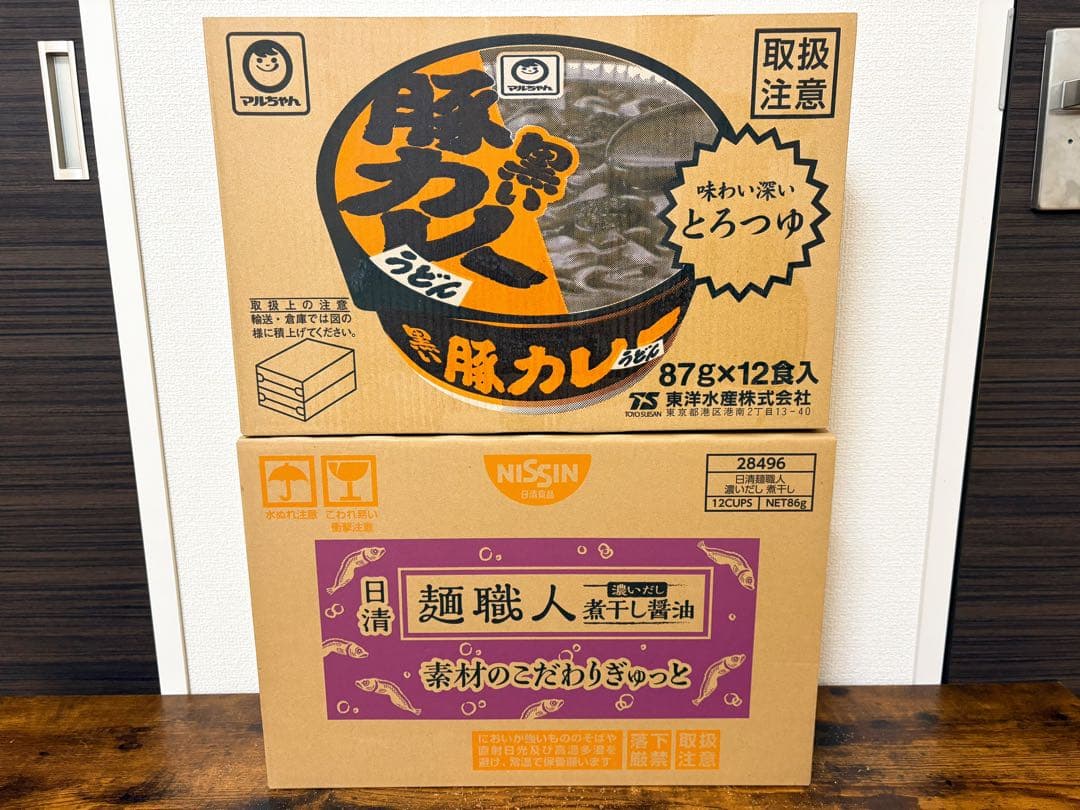 マルちゃん
マルちゃん
取扱
注意
黒い
豚カレー
うどん
味わい深い
とろつゆ
取扱上の注意
輸送・倉庫では図の
様に積上げてください。
黒い豚カレーうどん
87g×12食入
TS 東洋水産株式会社
TOYO SUISAN 東京都港区港南2丁目13-40
水ぬれ注意
こわれ易い
衝撃注意
NISSIN
日清食品
28496
日清麺職人
濃いだし 煮干し
12CUPS NET86g
日清
麺職人
濃いだし
煮干し醤油
素材のこだわりぎゅっと
においが強いもののそばや
直射日光及び高温多湿を
避け、常温で保管願います
落下
厳禁
取扱
注意